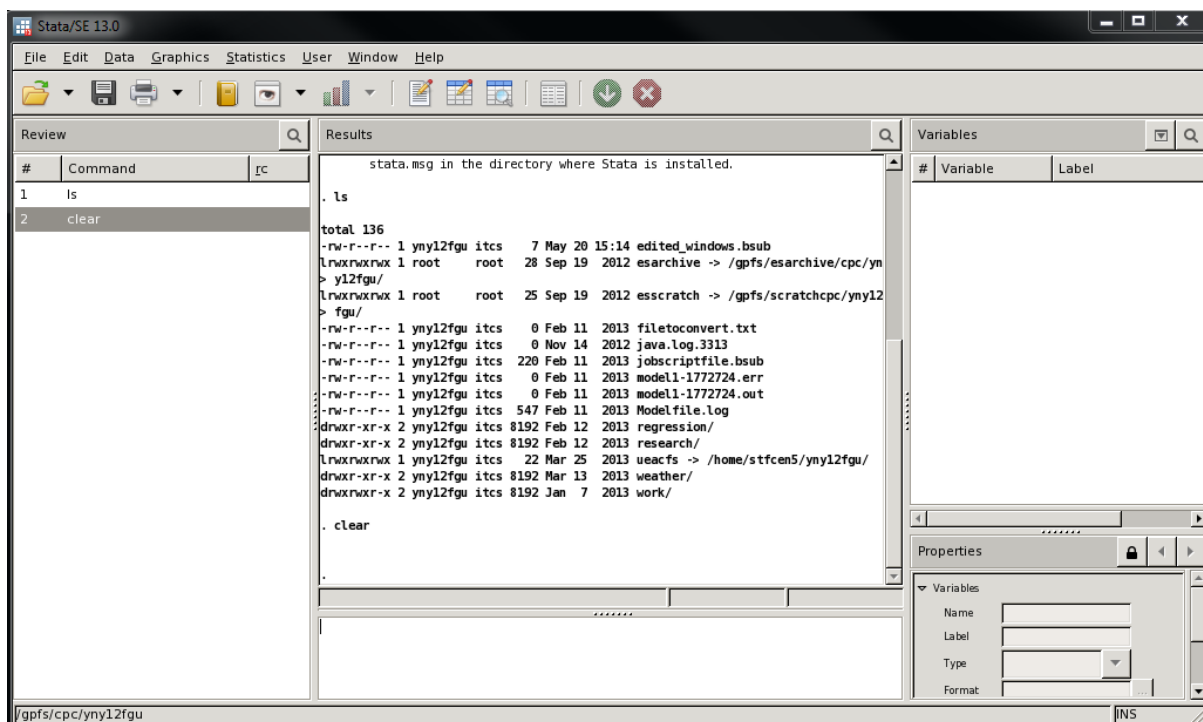 Stata/SE 13.0
File Edit Data Graphics Statistics User Window Help
Review
# Command rc
1 ls
2 clear
Results
stata.msg in the directory where Stata is installed.
. ls
total 136
-rw-r--r-- 1 yny12fgu itcs 7 May 20 15:14 edited_windows.bsub
lrwxrwxrwx 1 root root 28 Sep 19 2012 esarchive -> /gpfs/esarchive/cpc/yn
> y12fgu/
lrwxrwxrwx 1 root root 25 Sep 19 2012 esscratch -> /gpfs/scratchcpc/yny12
> fgu/
-rw-r--r-- 1 yny12fgu itcs 0 Feb 11 2013 filetoconvert.txt
-rw-r--r-- 1 yny12fgu itcs 0 Nov 14 2012 java.log.3313
-rw-r--r-- 1 yny12fgu itcs 220 Feb 11 2013 jobscriptfile.bsub
-rw-r--r-- 1 yny12fgu itcs 0 Feb 11 2013 model1-1772724.err
-rw-r--r-- 1 yny12fgu itcs 0 Feb 11 2013 model1-1772724.out
-rw-r--r-- 1 yny12fgu itcs 547 Feb 11 2013 Modelfile.log
drwxr-xr-x 2 yny12fgu itcs 8192 Feb 12 2013 regression/
drwxr-xr-x 2 yny12fgu itcs 8192 Feb 12 2013 research/
lrwxrwxrwx 1 yny12fgu itcs 22 Mar 25 2013 ueacfs -> /home/stfcen5/yny12fgu/
drwxr-xr-x 2 yny12fgu itcs 8192 Mar 13 2013 weather/
drwxrwxr-x 2 yny12fgu itcs 8192 Jan 7 2013 work/
. clear
.
Variables
# Variable Label
Properties
Variables
Name
Label
Type
Format
...
/gpfs/cpc/yny12fgu
INS